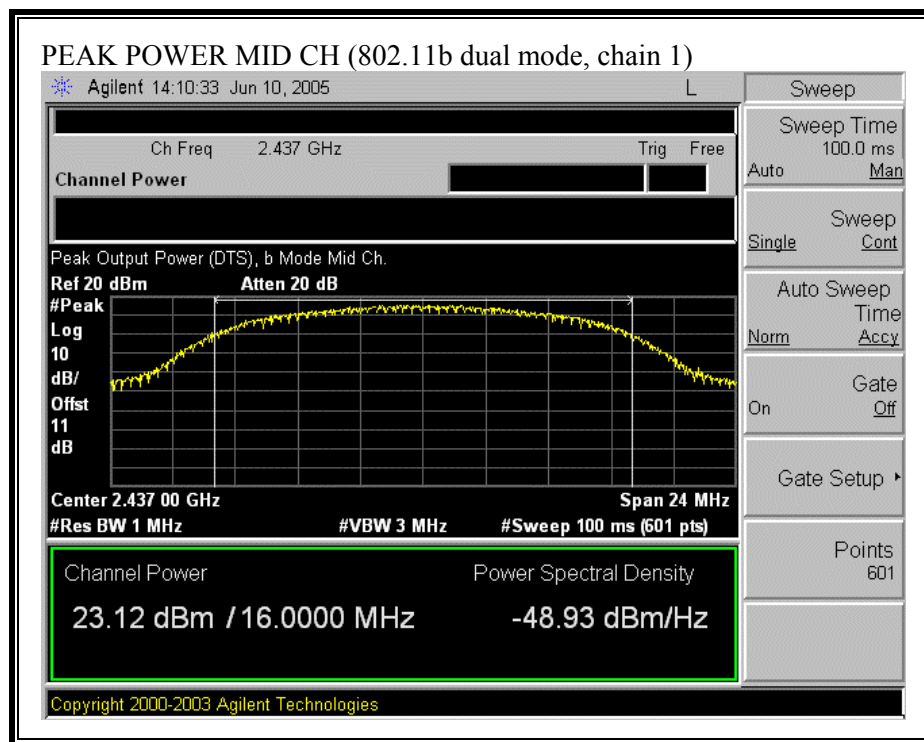 PEAK POWER MID CH (802.11b dual mode, chain 1)
Agilent 14:10:33 Jun 10, 2005 L
Ch Freq 2.437 GHz Trig Free
Channel Power
Peak Output Power (DTS), b Mode Mid Ch.
Ref 20 dBm Atten 20 dB
#Peak
Log
10
dB/
Offst
11
dB
Center 2.437 00 GHz Span 24 MHz
#Res BW 1 MHz #VBW 3 MHz #Sweep 100 ms (601 pts)
Channel Power Power Spectral Density
23.12 dBm / 16.0000 MHz -48.93 dBm/Hz
Copyright 2000-2003 Agilent Technologies
Sweep
Sweep Time
100.0 ms
Auto Man
Sweep
Single Cont
Auto Sweep
Time
Norm Accy
Gate
On Off
Gate Setup
Points
601